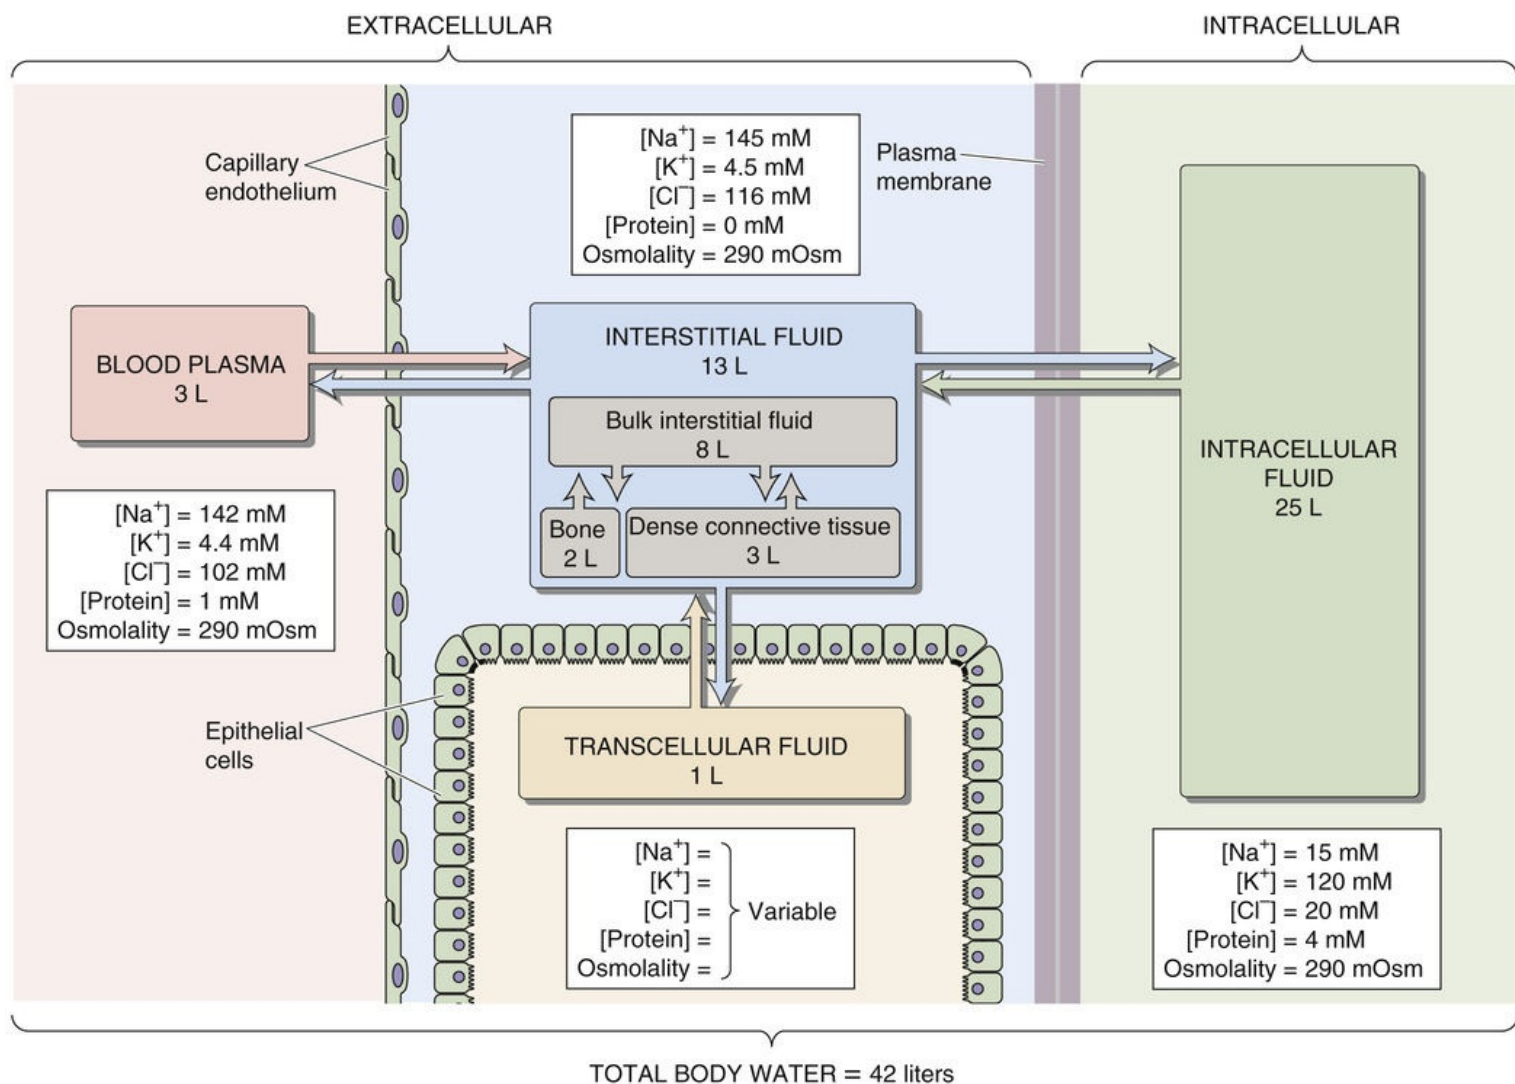 EXTRACELLULAR
INTRACELLULAR
Capillary
endothelium
[Na⁺] = 145 mM
[K⁺] = 4.5 mM
[Cl⁻] = 116 mM
[Protein] = 0 mM
Osmolality = 290 mOsm
Plasma
membrane
BLOOD PLASMA
3 L
INTERSTITIAL FLUID
13 L
Bulk interstitial fluid
8 L
Bone
2 L
Dense connective tissue
3 L
INTRACELLULAR
FLUID
25 L
[Na⁺] = 142 mM
[K⁺] = 4.4 mM
[Cl⁻] = 102 mM
[Protein] = 1 mM
Osmolality = 290 mOsm
Epithelial
cells
TRANSCELLULAR FLUID
1 L
[Na⁺] =
[K⁺] =
[Cl⁻] =
[Protein] =
Osmolality =
Variable
[Na⁺] = 15 mM
[K⁺] = 120 mM
[Cl⁻] = 20 mM
[Protein] = 4 mM
Osmolality = 290 mOsm
TOTAL BODY WATER = 42 liters